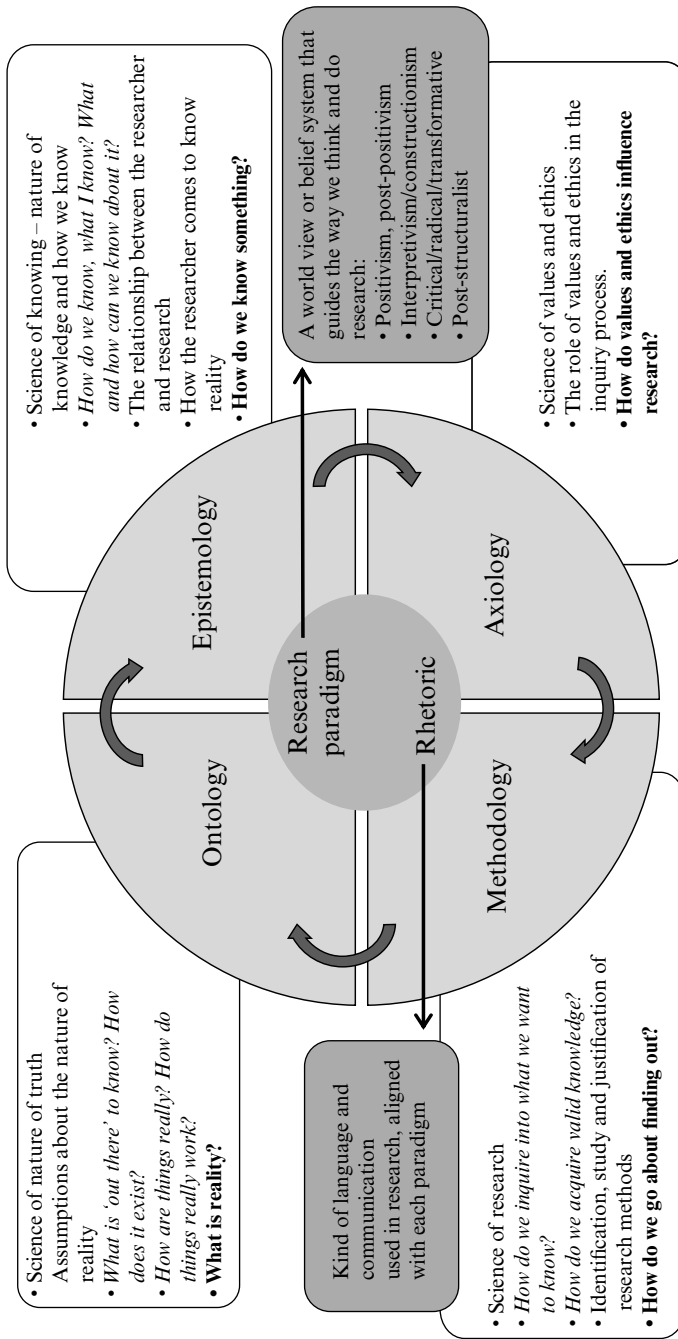 • Science of nature of truth
Assumptions about the nature of
reality
• What is ‘out there’ to know? How
does it exist?
• How are things really? How do
things really work?
• What is reality?
• Science of knowing – nature of
knowledge and how we know
• How do we know, what I know? What
and how can we know about it?
• The relationship between the researcher
and research
• How the researcher comes to know
reality
• How do we know something?
Ontology
Epistemology
Research
paradigm
A world view or belief system that
guides the way we think and do
research:
• Positivism, post-positivism
• Interpretivism/constructionism
• Critical/radical/transformative
• Post-structuralist
Kind of language and
communication
used in research, aligned
with each paradigm
Rhetoric
Methodology
Axiology
• Science of research
• How do we inquire into what we want
to know?
• How do we acquire valid knowledge?
• Identification, study and justification of
research methods
• How do we go about finding out?
• Science of values and ethics
• The role of values and ethics in the
inquiry process.
• How do values and ethics influence
research?